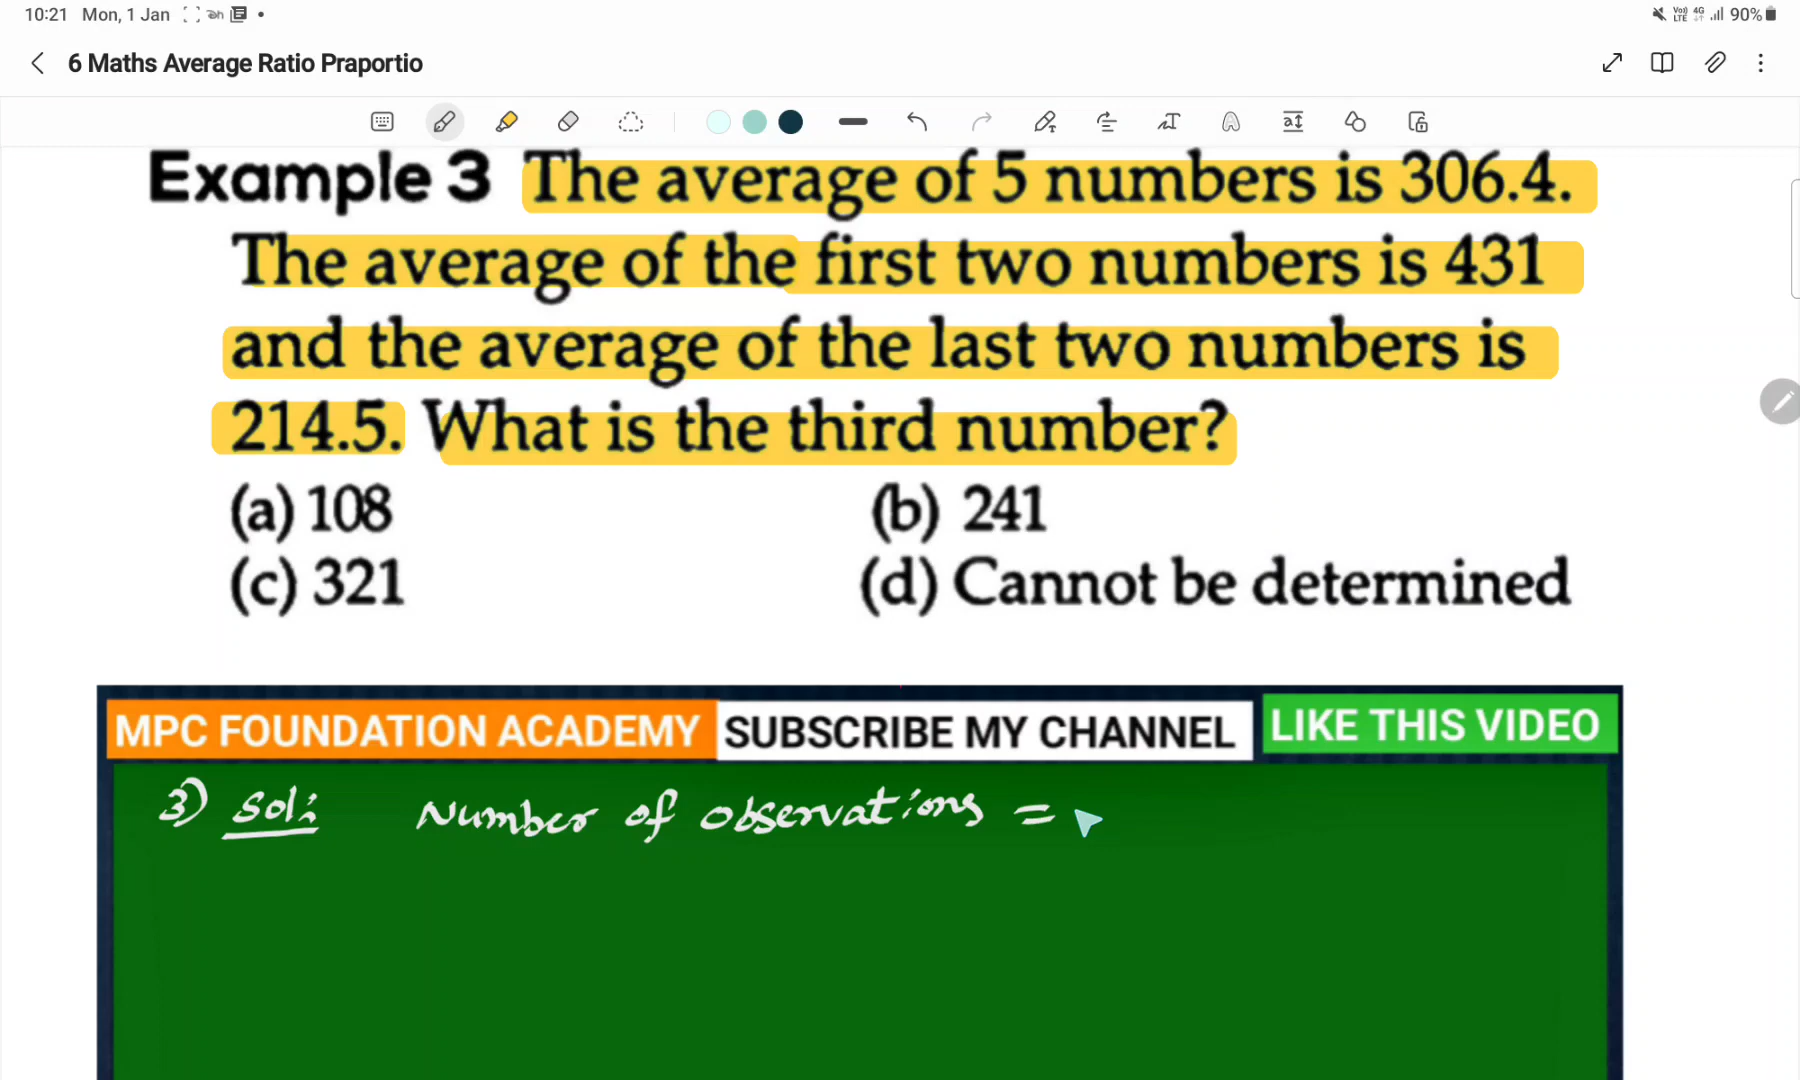 10:21 Mon, 1 Jan
VoLTE 4G 90%
6 Maths Average Ratio Praportio
Example 3 The average of 5 numbers is 306.4.
The average of the first two numbers is 431
and the average of the last two numbers is
214.5. What is the third number?
(a) 108 (b) 241
(c) 321 (d) Cannot be determined
MPC FOUNDATION ACADEMY SUBSCRIBE MY CHANNEL LIKE THIS VIDEO
3) Sol: Number of observations =